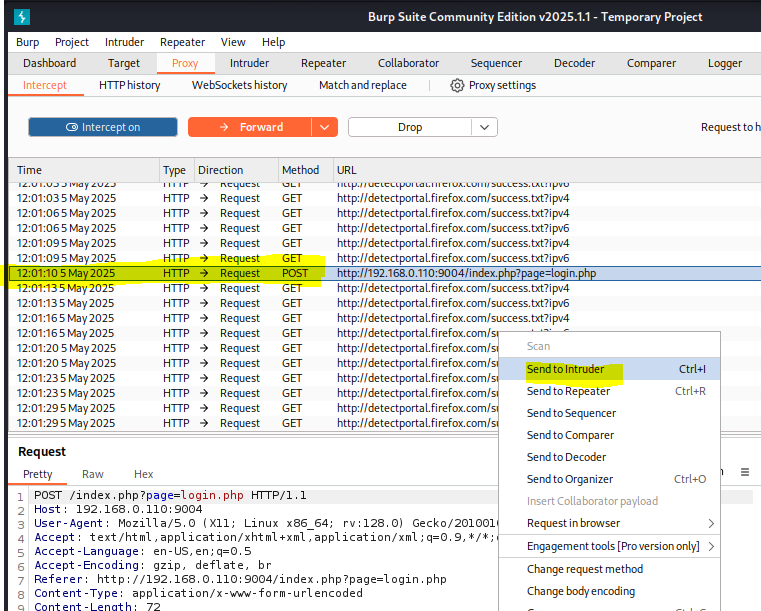 Burp Suite Community Edition v2025.1.1 - Temporary Project
Burp Project Intruder Repeater View Help
Dashboard Target Proxy Intruder Repeater Collaborator Sequencer Decoder Comparer Logger
Intercept HTTP history WebSockets history Match and replace Proxy settings
Intercept on Forward Drop Request to h
Time Type Direction Method URL
12:01:03 5 May 2025 HTTP → Request GET http://detectportal.firefox.com/success.txt?ipv6
12:01:06 5 May 2025 HTTP → Request GET http://detectportal.firefox.com/success.txt?ipv4
12:01:06 5 May 2025 HTTP → Request GET http://detectportal.firefox.com/success.txt?ipv6
12:01:09 5 May 2025 HTTP → Request GET http://detectportal.firefox.com/success.txt?ipv4
12:01:09 5 May 2025 HTTP → Request GET http://detectportal.firefox.com/success.txt?ipv4
12:01:09 5 May 2025 HTTP → Request GET http://detectportal.firefox.com/success.txt?ipv6
12:01:10 5 May 2025 HTTP → Request POST http://192.168.0.110:9004/index.php?page=login.php
12:01:13 5 May 2025 HTTP → Request GET http://detectportal.firefox.com/success.txt?ipv4
12:01:13 5 May 2025 HTTP → Request GET http://detectportal.firefox.com/success.txt?ipv6
12:01:16 5 May 2025 HTTP → Request GET http://detectportal.firefox.com/success.txt?ipv4
12:01:16 5 May 2025 HTTP → Request GET http://detectportal.firefox.com/success.txt?ipv6
12:01:20 5 May 2025 HTTP → Request GET http://detectportal.firefox.com/su
12:01:20 5 May 2025 HTTP → Request GET http://detectportal.firefox.com/su
12:01:23 5 May 2025 HTTP → Request GET http://detectportal.firefox.com/su
12:01:23 5 May 2025 HTTP → Request GET http://detectportal.firefox.com/su
12:01:29 5 May 2025 HTTP → Request GET http://detectportal.firefox.com/su
12:01:29 5 May 2025 HTTP → Request GET http://detectportal.firefox.com/su
Scan
Send to Intruder Ctrl+I
Send to Repeater Ctrl+R
Send to Sequencer
Send to Comparer
Send to Decoder
Send to Organizer Ctrl+O
Insert Collaborator payload
Request in browser
Engagement tools [Pro version only]
Change request method
Change body encoding
Request
Pretty Raw Hex
1 POST /index.php?page=login.php HTTP/1.1
2 Host: 192.168.0.110:9004
3 User-Agent: Mozilla/5.0 (X11; Linux x86_64; rv:128.0) Gecko/2010010
4 Accept: text/html,application/xhtml+xml,application/xml;q=0.9,*/*;
5 Accept-Language: en-US,en;q=0.5
6 Accept-Encoding: gzip, deflate, br
7 Referer: http://192.168.0.110:9004/index.php?page=login.php
8 Content-Type: application/x-www-form-urlencoded
9 Content-Length: 72